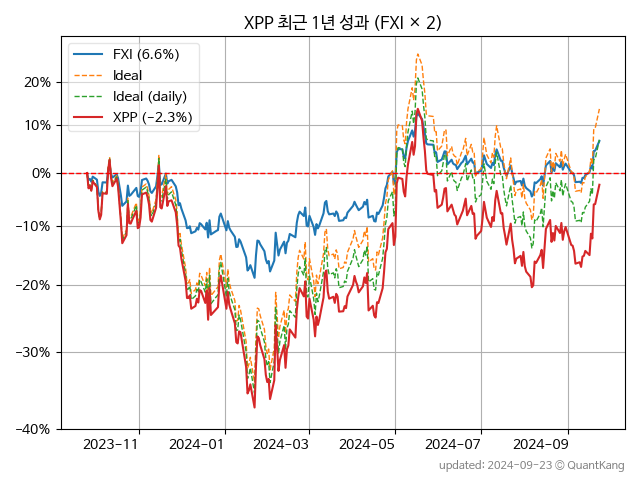 XPP 최근 1년 성과 (FXI × 2)
FXI (6.6%)
Ideal
Ideal (daily)
XPP (−2.3%)
20%
10%
0%
−10%
−20%
−30%
−40%
2023−11 2024−01 2024−03 2024−05 2024−07 2024−09
updated: 2024−09−23 ⓒ QuantKang